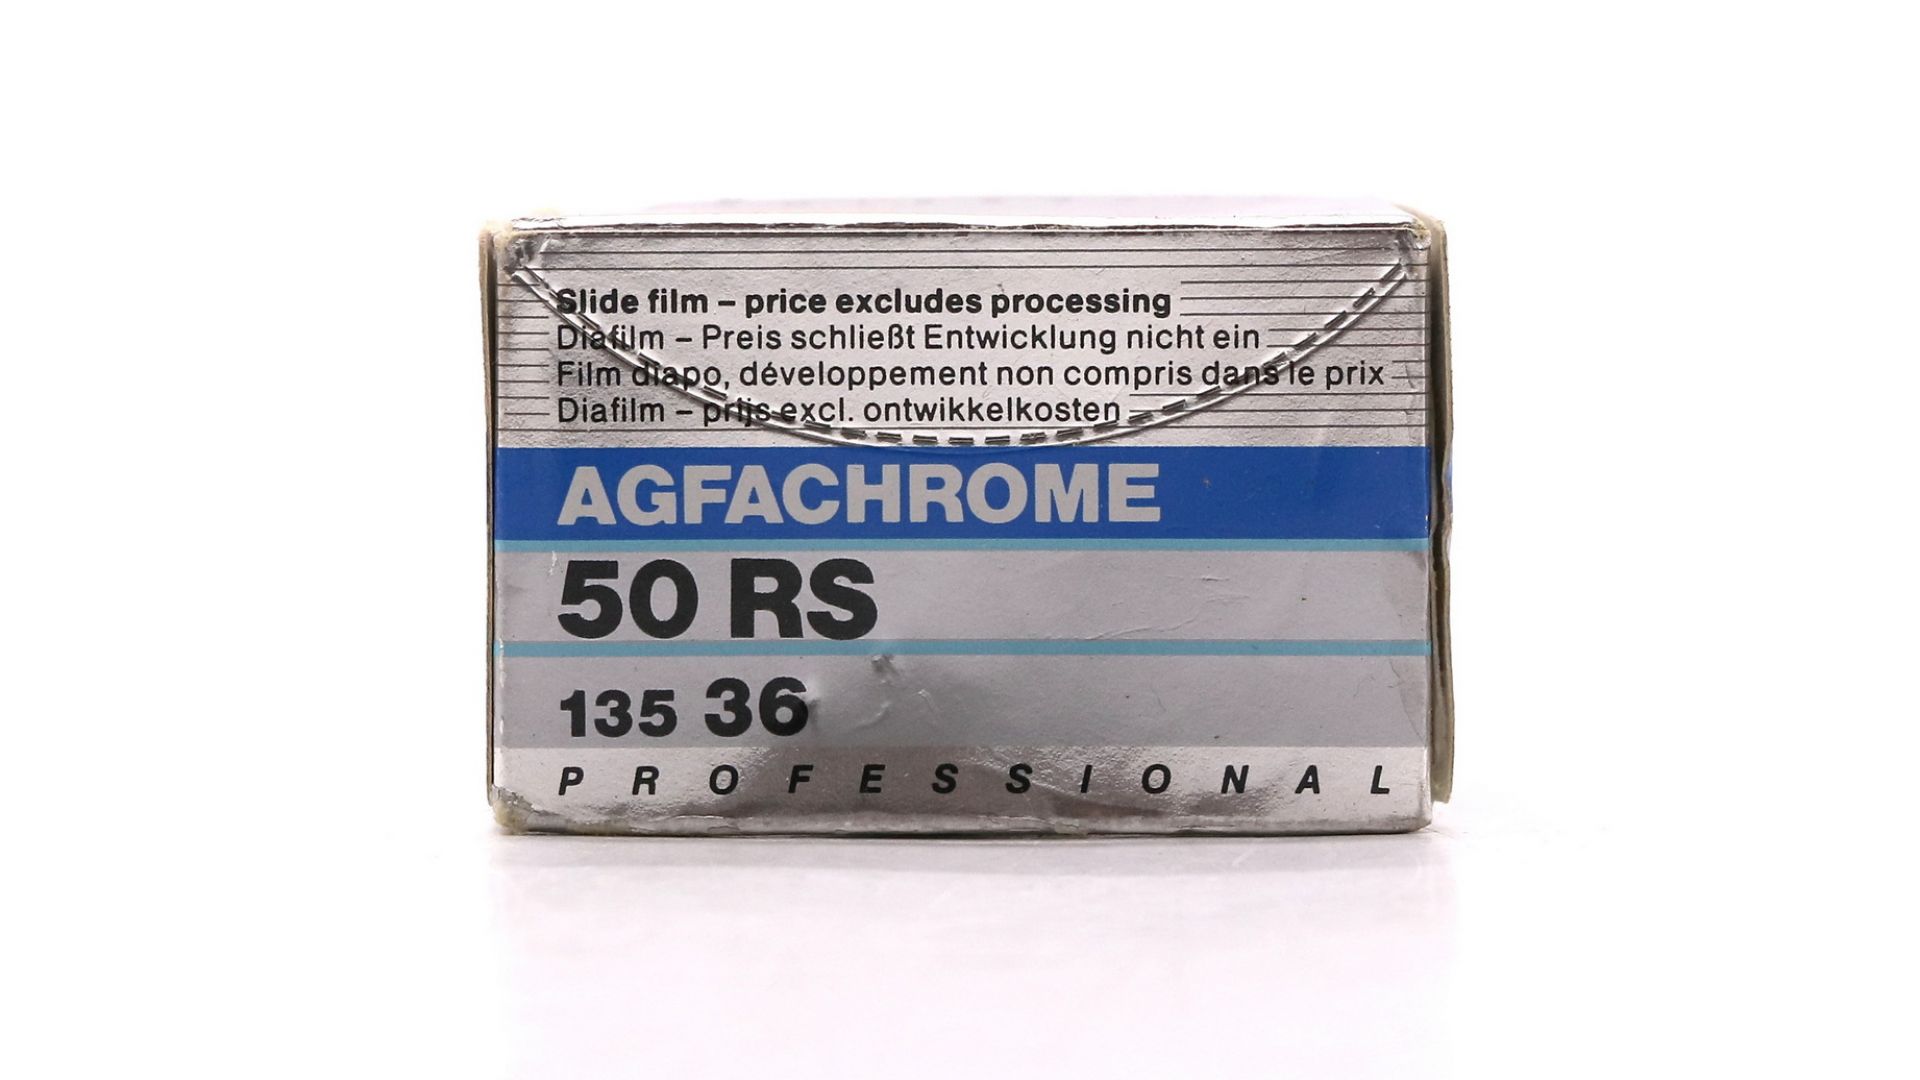 Slide film – price excludes processing
Diafilm – Preis schließt Entwicklung nicht ein
Film diapo, développement non compris dans le prix
Diafilm – prijs excl. ontwikkelkosten
AGFACHROME
50 RS
135 36
PROFESSIONAL